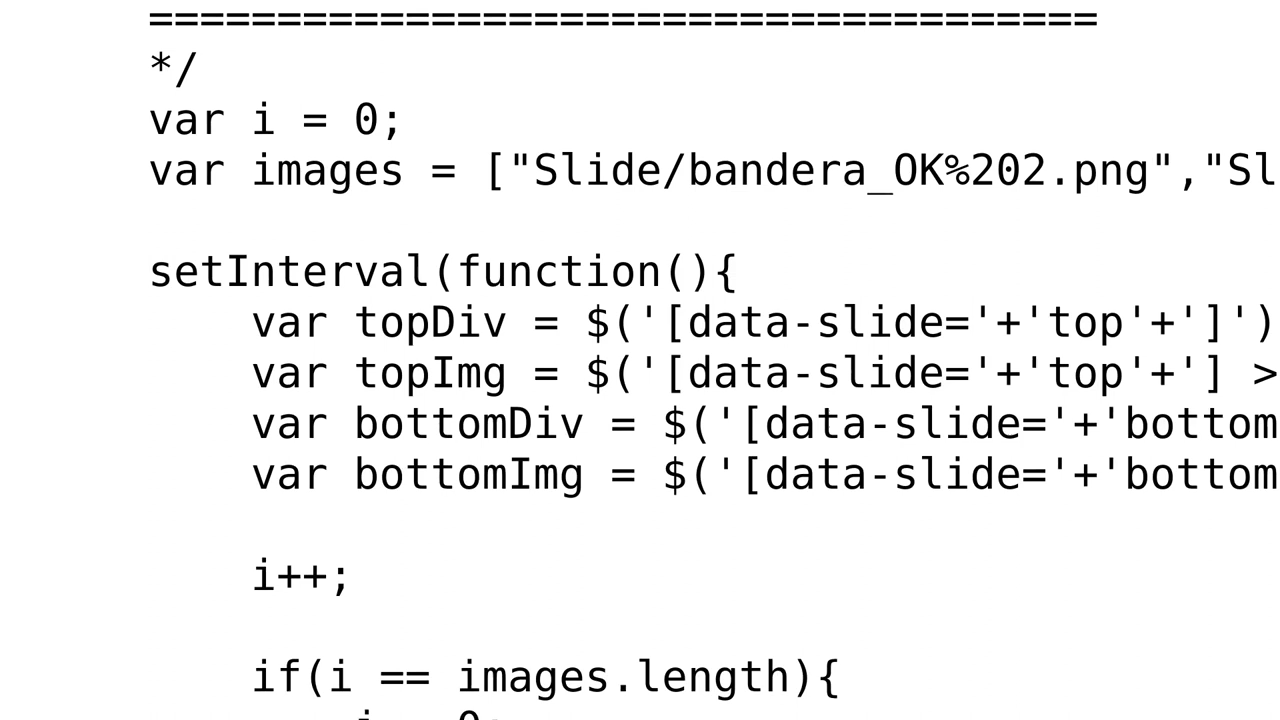 =====================================
*/
var i = 0;
var images = ["Slide/bandera_OK%202.png","Sl
setInterval(function(){
    var topDiv = $('[data-slide='+'top'+']')
    var topImg = $('[data-slide='+'top'+'] >
    var bottomDiv = $('[data-slide='+'bottom
    var bottomImg = $('[data-slide='+'bottom
    i++;
    if(i == images.length){
        i = 0;